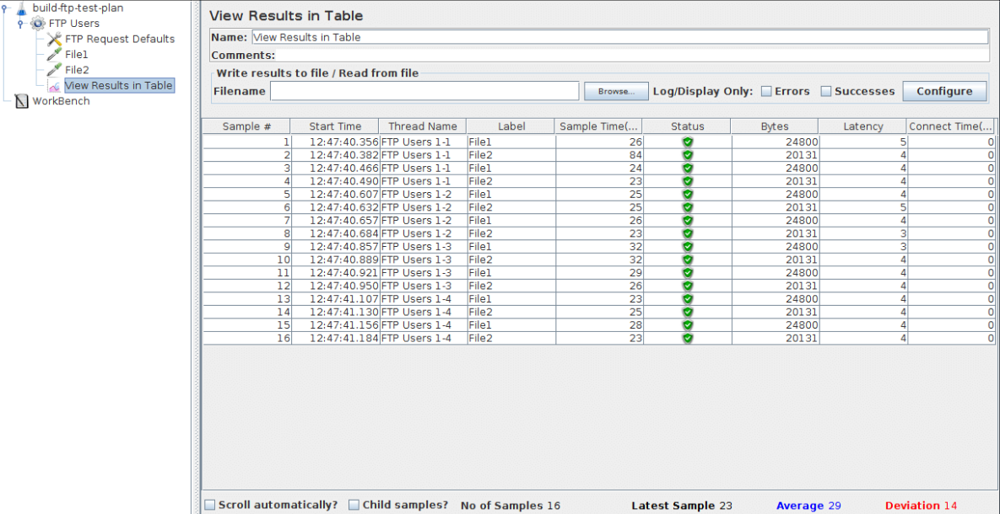 build-ftp-test-plan
FTP Users
FTP Request Defaults
File1
File2
View Results in Table
WorkBench
View Results in Table
Name: View Results in Table
Comments:
Write results to file / Read from file
Filename Browse... Log/Display Only: Errors Successes Configure
Sample # Start Time Thread Name Label Sample Time(... Status Bytes Latency Connect Time(...
1 12:47:40.356 FTP Users 1-1 File1 26 24800 5 0
2 12:47:40.382 FTP Users 1-1 File2 84 20131 4 0
3 12:47:40.466 FTP Users 1-1 File1 24 24800 4 0
4 12:47:40.490 FTP Users 1-1 File2 23 20131 4 0
5 12:47:40.607 FTP Users 1-2 File1 25 24800 4 0
6 12:47:40.632 FTP Users 1-2 File2 25 20131 5 0
7 12:47:40.657 FTP Users 1-2 File1 26 24800 4 0
8 12:47:40.684 FTP Users 1-2 File2 23 20131 3 0
9 12:47:40.857 FTP Users 1-3 File1 32 24800 3 0
10 12:47:40.889 FTP Users 1-3 File2 32 20131 4 0
11 12:47:40.921 FTP Users 1-3 File1 29 24800 4 0
12 12:47:40.950 FTP Users 1-3 File2 26 20131 4 0
13 12:47:41.107 FTP Users 1-4 File1 23 24800 4 0
14 12:47:41.130 FTP Users 1-4 File2 25 20131 4 0
15 12:47:41.156 FTP Users 1-4 File1 28 24800 4 0
16 12:47:41.184 FTP Users 1-4 File2 23 20131 4 0
Scroll automatically? Child samples? No of Samples 16 Latest Sample 23 Average 29 Deviation 14